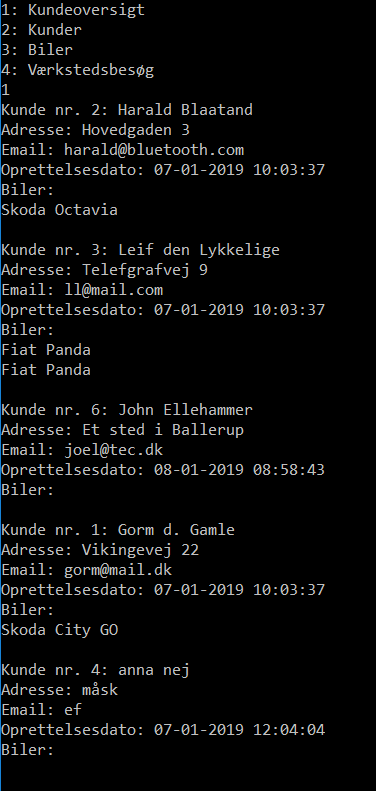 1: Kundeoversigt
2: Kunder
3: Biler
4: Værkstedsbesøg
1
Kunde nr. 2: Harald Blaatand
Adresse: Hovedgaden 3
Email: harald@bluetooth.com
Oprettelsesdato: 07-01-2019 10:03:37
Biler:
Skoda Octavia
Kunde nr. 3: Leif den Lykkelige
Adresse: Telefgrafvej 9
Email: ll@mail.com
Oprettelsesdato: 07-01-2019 10:03:37
Biler:
Fiat Panda
Fiat Panda
Kunde nr. 6: John Ellehammer
Adresse: Et sted i Ballerup
Email: joel@tec.dk
Oprettelsesdato: 08-01-2019 08:58:43
Biler:
Kunde nr. 1: Gorm d. Gamle
Adresse: Vikingevej 22
Email: gorm@mail.dk
Oprettelsesdato: 07-01-2019 10:03:37
Biler:
Skoda City GO
Kunde nr. 4: anna nej
Adresse: måsk
Email: ef
Oprettelsesdato: 07-01-2019 12:04:04
Biler: